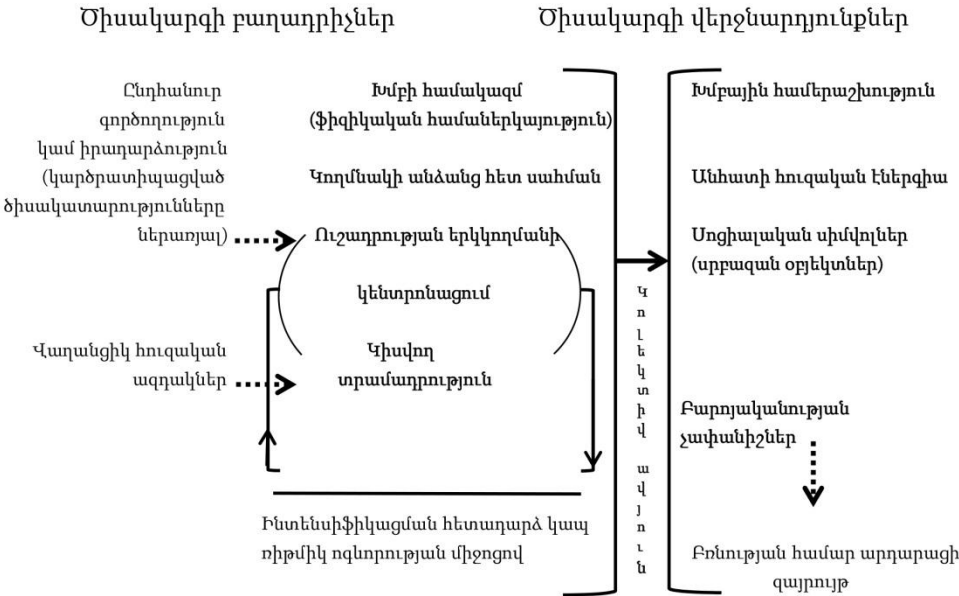 Ծիսակարգի բաղադրիչներ
Ծիսակարգի վերջնարդյունքներ
Ընդհանուր
գործողություն
կամ իրադարձություն
(կարծրատիպացված
ծիսակատարությունները
ներառյալ)
Վաղանցիկ հուզական
ազդակներ
Խմբի համակազմ
(ֆիզիկական համաներկայություն)
Կողմնակի անձանց հետ սահման
Ուշադրության երկկողմանի
կենտրոնացում
Կիսվող
տրամադրություն
Ինտենսիֆիկացման հետադարձ կապ
ռիթմիկ ոգևորության միջոցով
Կոլեկտիվ ավյուն
Խմբային համերաշխություն
Անհատի հուզական էներգիա
Սոցիալական սիմվոլներ
(սրբազան օբյեկտներ)
Բարոյականության
չափանիշներ
Բռնության համար արդարացի
զայրույթ